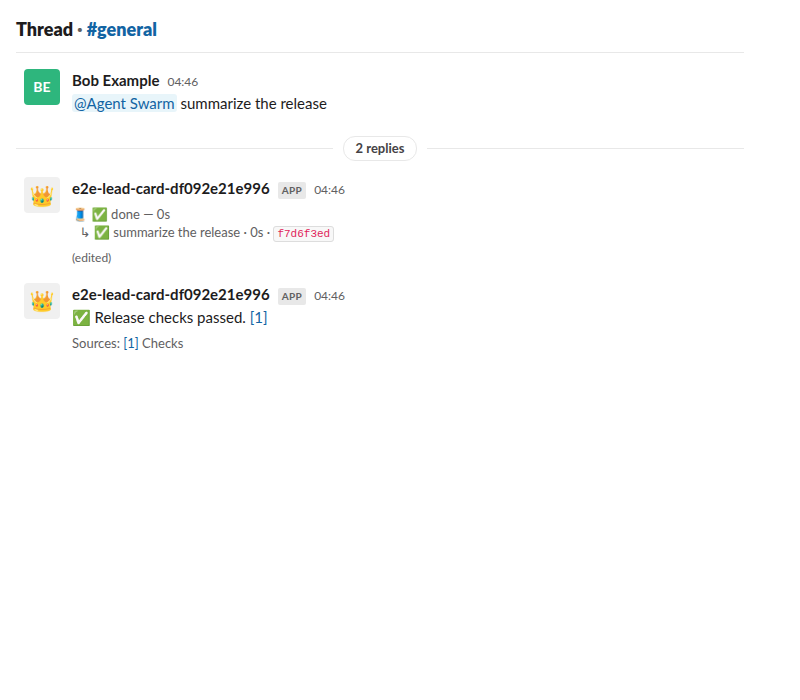 Thread • #general
BE
Bob Example 04:46
@Agent Swarm summarize the release
2 replies
e2e-lead-card-df092e21e996 APP 04:46
🧵 ✅ done — 0s
↳ ✅ summarize the release · 0s · f7d6f3ed
(edited)
e2e-lead-card-df092e21e996 APP 04:46
✅ Release checks passed. [1]
Sources: [1] Checks